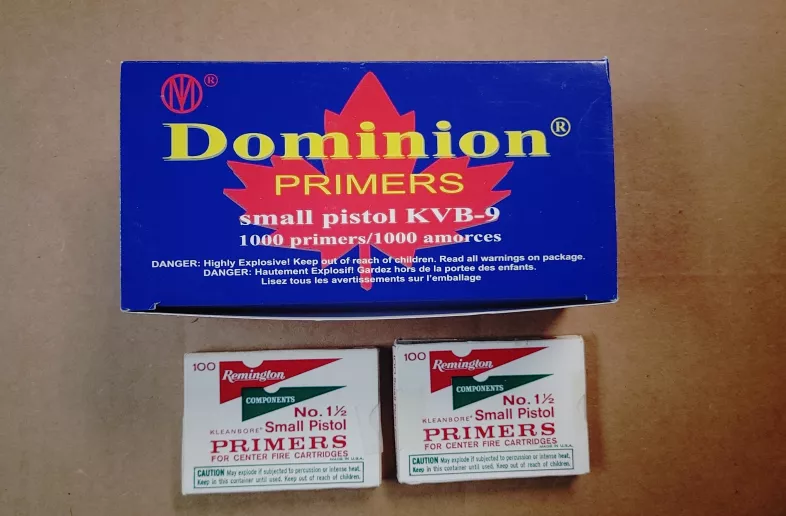 Dominion®
PRIMERS
small pistol KVB-9
1000 primers/1000 amorces
DANGER: Highly Explosive! Keep out of reach of children. Read all warnings on package.
DANGER: Hautement Explosif! Gardez hors de la portee des enfants.
Lisez tous les avertissements sur l'emballage
100
Remington
COMPONENTS
No. 1½
KLEANBORE® Small Pistol
PRIMERS
FOR CENTER FIRE CARTRIDGES
MADE IN U.S.A.
CAUTION May explode if subjected to percussion or intense heat.
Keep in this container until used. Keep out of reach of children.
100
Remington
COMPONENTS
No. 1½
KLEANBORE® Small Pistol
PRIMERS
FOR CENTER FIRE CARTRIDGES
MADE IN U.S.A.
CAUTION May explode if subjected to percussion or intense heat.
Keep in this container until used. Keep out of reach of children.